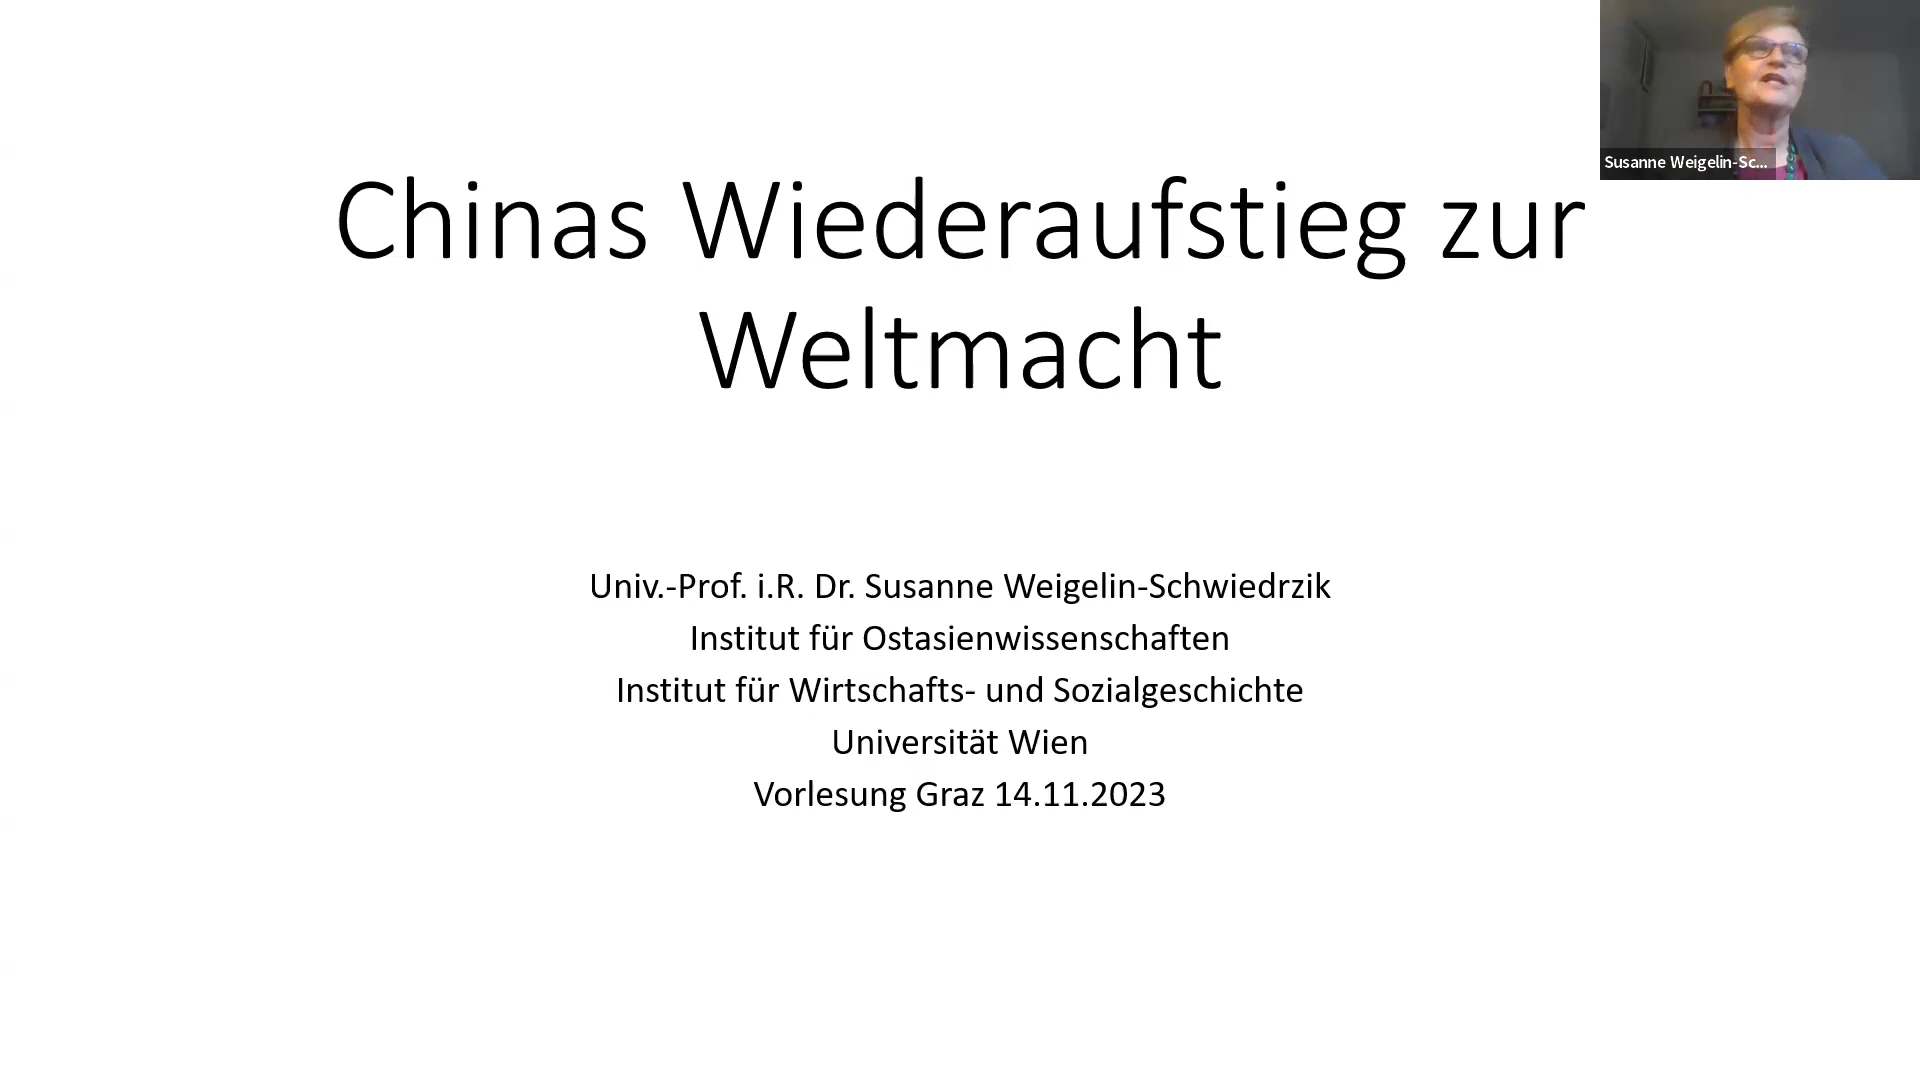 Susanne Weigelin-Sc...
Chinas Wiederaufstieg zur
Weltmacht
Univ.-Prof. i.R. Dr. Susanne Weigelin-Schwiedrzik
Institut für Ostasienwissenschaften
Institut für Wirtschafts- und Sozialgeschichte
Universität Wien
Vorlesung Graz 14.11.2023